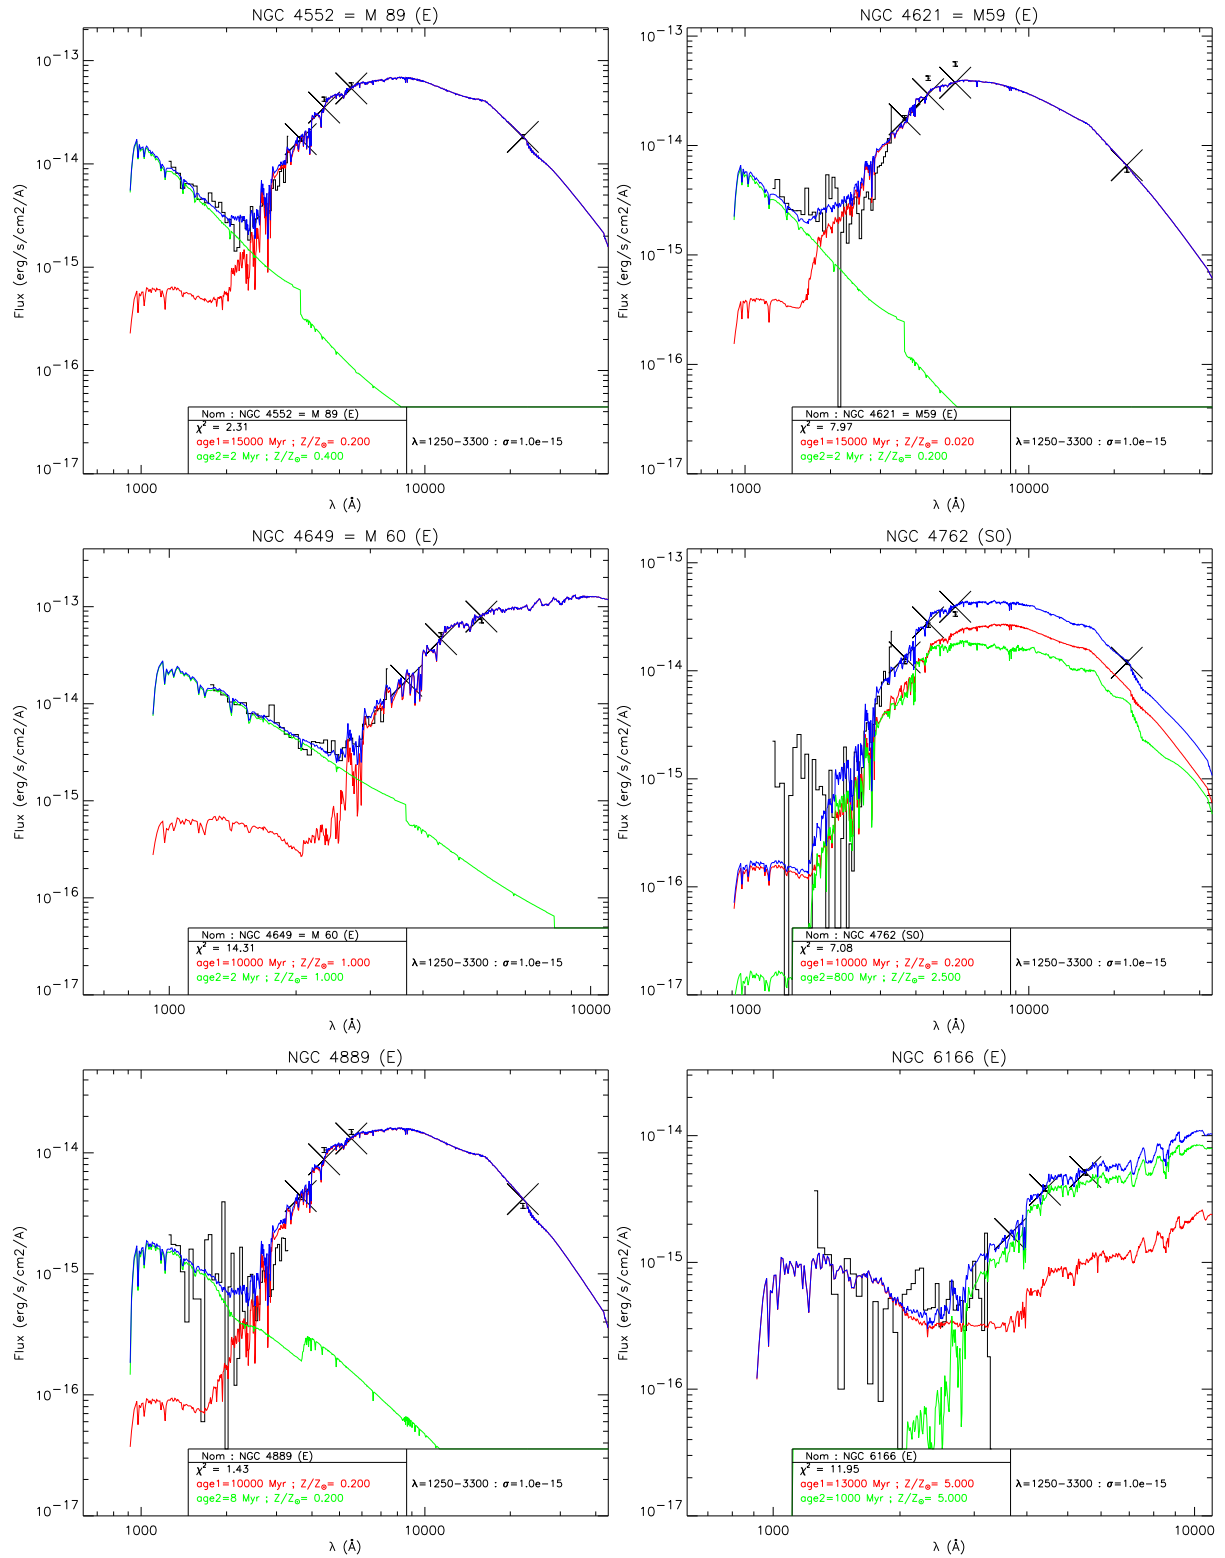 NGC 4552 = M 89 (E)
Flux (erg/s/cm2/A)
10⁻¹³
10⁻¹⁴
10⁻¹⁵
10⁻¹⁶
10⁻¹⁷
Nom : NGC 4552 = M 89 (E)
χ² = 2.31
age1=15000 Myr ; Z/Z⊙= 0.200
age2=2 Myr ; Z/Z⊙= 0.400
λ=1250-3300 : σ=1.0e-15
1000 10000
λ (Å)
NGC 4621 = M59 (E)
Flux (erg/s/cm2/A)
10⁻¹³
10⁻¹⁴
10⁻¹⁵
10⁻¹⁶
10⁻¹⁷
Nom : NGC 4621 = M59 (E)
χ² = 7.97
age1=15000 Myr ; Z/Z⊙= 0.020
age2=2 Myr ; Z/Z⊙= 0.200
λ=1250-3300 : σ=1.0e-15
1000 10000
λ (Å)
NGC 4649 = M 60 (E)
Flux (erg/s/cm2/A)
10⁻¹³
10⁻¹⁴
10⁻¹⁵
10⁻¹⁶
10⁻¹⁷
Nom : NGC 4649 = M 60 (E)
χ² = 14.31
age1=10000 Myr ; Z/Z⊙= 1.000
age2=2 Myr ; Z/Z⊙= 1.000
λ=1250-3300 : σ=1.0e-15
1000 10000
λ (Å)
NGC 4762 (S0)
Flux (erg/s/cm2/A)
10⁻¹³
10⁻¹⁴
10⁻¹⁵
10⁻¹⁶
10⁻¹⁷
Nom : NGC 4762 (S0)
χ² = 7.08
age1=10000 Myr ; Z/Z⊙= 0.200
age2=800 Myr ; Z/Z⊙= 2.500
λ=1250-3300 : σ=1.0e-15
1000 10000
λ (Å)
NGC 4889 (E)
Flux (erg/s/cm2/A)
10⁻¹⁴
10⁻¹⁵
10⁻¹⁶
10⁻¹⁷
Nom : NGC 4889 (E)
χ² = 1.43
age1=10000 Myr ; Z/Z⊙= 0.200
age2=8 Myr ; Z/Z⊙= 0.200
λ=1250-3300 : σ=1.0e-15
1000 10000
λ (Å)
NGC 6166 (E)
Flux (erg/s/cm2/A)
10⁻¹⁴
10⁻¹⁵
10⁻¹⁶
10⁻¹⁷
Nom : NGC 6166 (E)
χ² = 11.95
age1=13000 Myr ; Z/Z⊙= 5.000
age2=1000 Myr ; Z/Z⊙= 5.000
λ=1250-3300 : σ=1.0e-15
1000 10000
λ (Å)